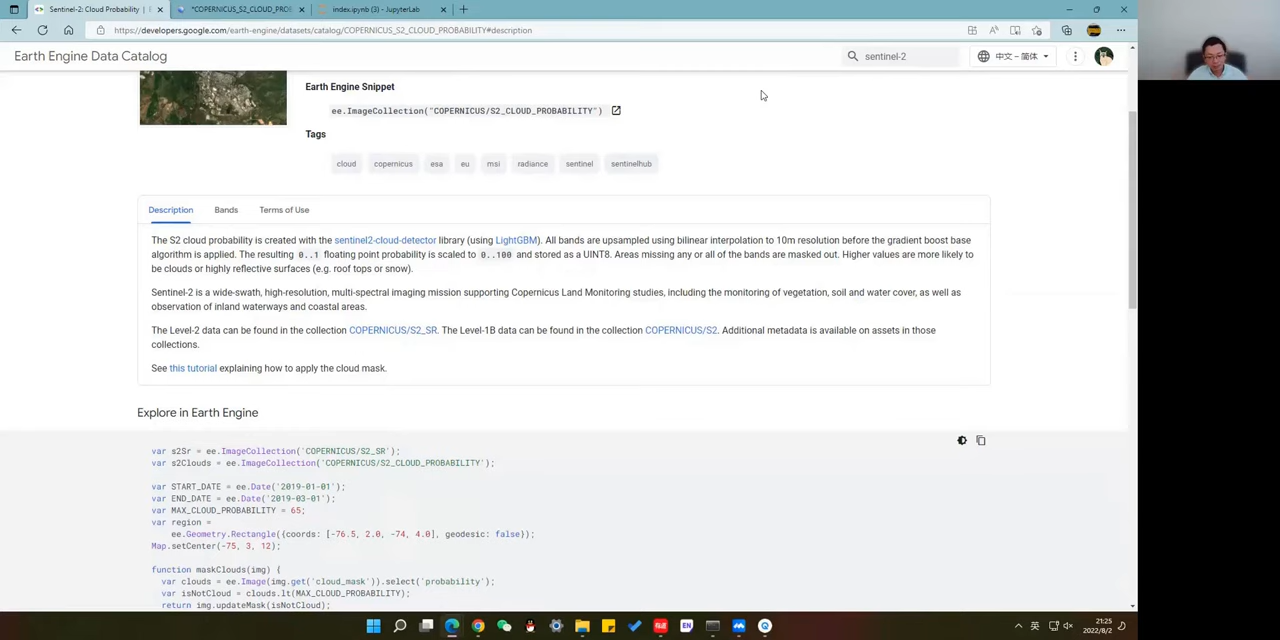 Sentinel-2: Cloud Probability |
*COPERNICUS_S2_CLOUD_PROB
index.ipynb (3) - JupyterLab
https://developers.google.com/earth-engine/datasets/catalog/COPERNICUS_S2_CLOUD_PROBABILITY#description
Earth Engine Data Catalog
sentinel-2
中文 – 简体
Earth Engine Snippet
ee.ImageCollection("COPERNICUS/S2_CLOUD_PROBABILITY")
Tags
cloud copernicus esa eu msi radiance sentinel sentinelhub
Description Bands Terms of Use
The S2 cloud probability is created with the sentinel2-cloud-detector library (using LightGBM). All bands are upsampled using bilinear interpolation to 10m resolution before the gradient boost base
algorithm is applied. The resulting 0..1 floating point probability is scaled to 0..100 and stored as a UINT8. Areas missing any or all of the bands are masked out. Higher values are more likely to
be clouds or highly reflective surfaces (e.g. roof tops or snow).
Sentinel-2 is a wide-swath, high-resolution, multi-spectral imaging mission supporting Copernicus Land Monitoring studies, including the monitoring of vegetation, soil and water cover, as well as
observation of inland waterways and coastal areas.
The Level-2 data can be found in the collection COPERNICUS/S2_SR. The Level-1B data can be found in the collection COPERNICUS/S2. Additional metadata is available on assets in those
collections.
See this tutorial explaining how to apply the cloud mask.
Explore in Earth Engine
var s2Sr = ee.ImageCollection('COPERNICUS/S2_SR');
var s2Clouds = ee.ImageCollection('COPERNICUS/S2_CLOUD_PROBABILITY');
var START_DATE = ee.Date('2019-01-01');
var END_DATE = ee.Date('2019-03-01');
var MAX_CLOUD_PROBABILITY = 65;
var region =
ee.Geometry.Rectangle({coords: [-76.5, 2.0, -74, 4.0], geodesic: false});
Map.setCenter(-75, 3, 12);
function maskClouds(img) {
var clouds = ee.Image(img.get('cloud_mask')).select('probability');
var isNotCloud = clouds.lt(MAX_CLOUD_PROBABILITY);
return img.updateMask(isNotCloud);
EN
英
21:25
2022/8/2